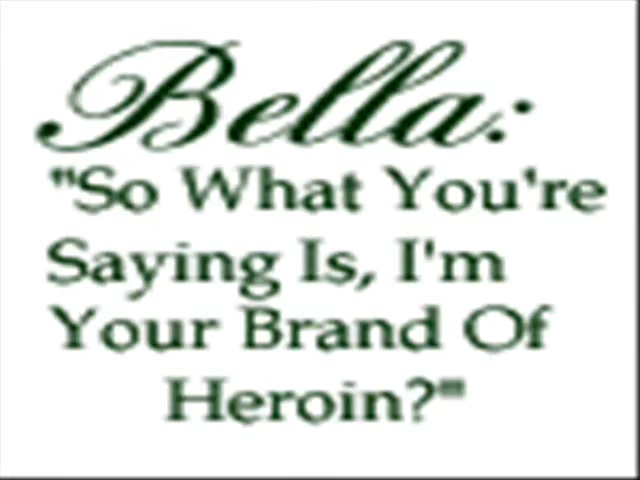 Bella:
"So What You're
Saying Is, I'm
Your Brand Of
Heroin?"